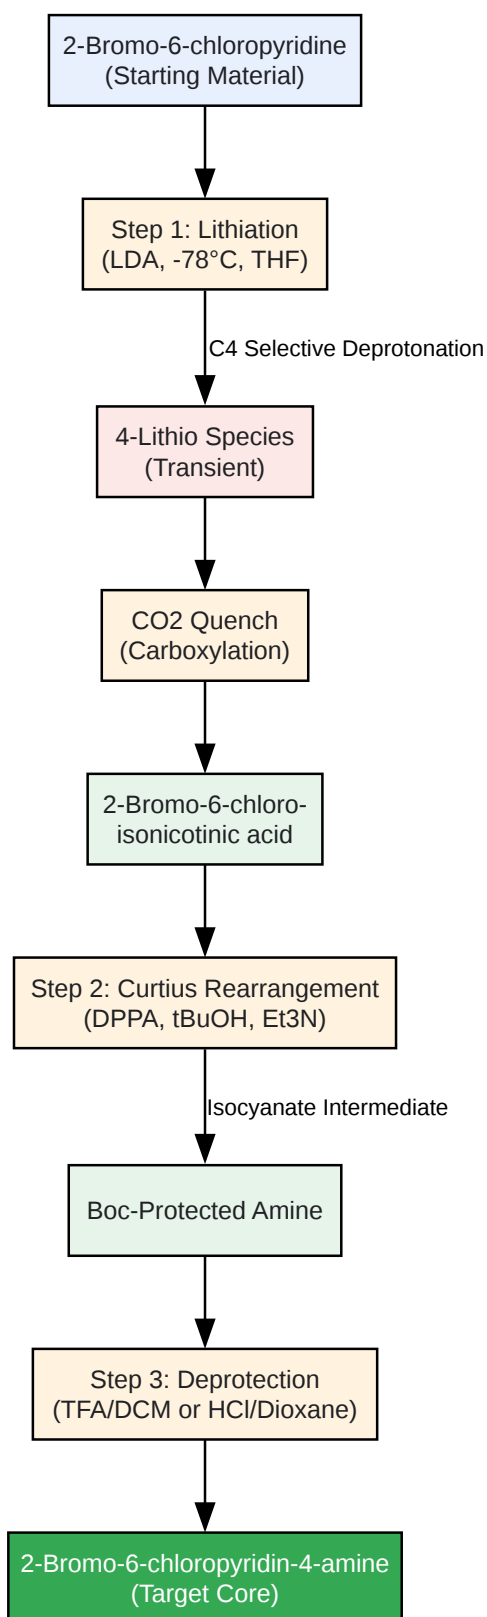 2-Bromo-6-chloropyridine
(Starting Material)
Step 1: Lithiation
(LDA, -78°C, THF)
C4 Selective Deprotonation
4-Lithio Species
(Transient)
CO2 Quench
(Carboxylation)
2-Bromo-6-chloro-
isonicotinic acid
Step 2: Curtius Rearrangement
(DPPA, tBuOH, Et3N)
Isocyanate Intermediate
Boc-Protected Amine
Step 3: Deprotection
(TFA/DCM or HCl/Dioxane)
2-Bromo-6-chloropyridin-4-amine
(Target Core)